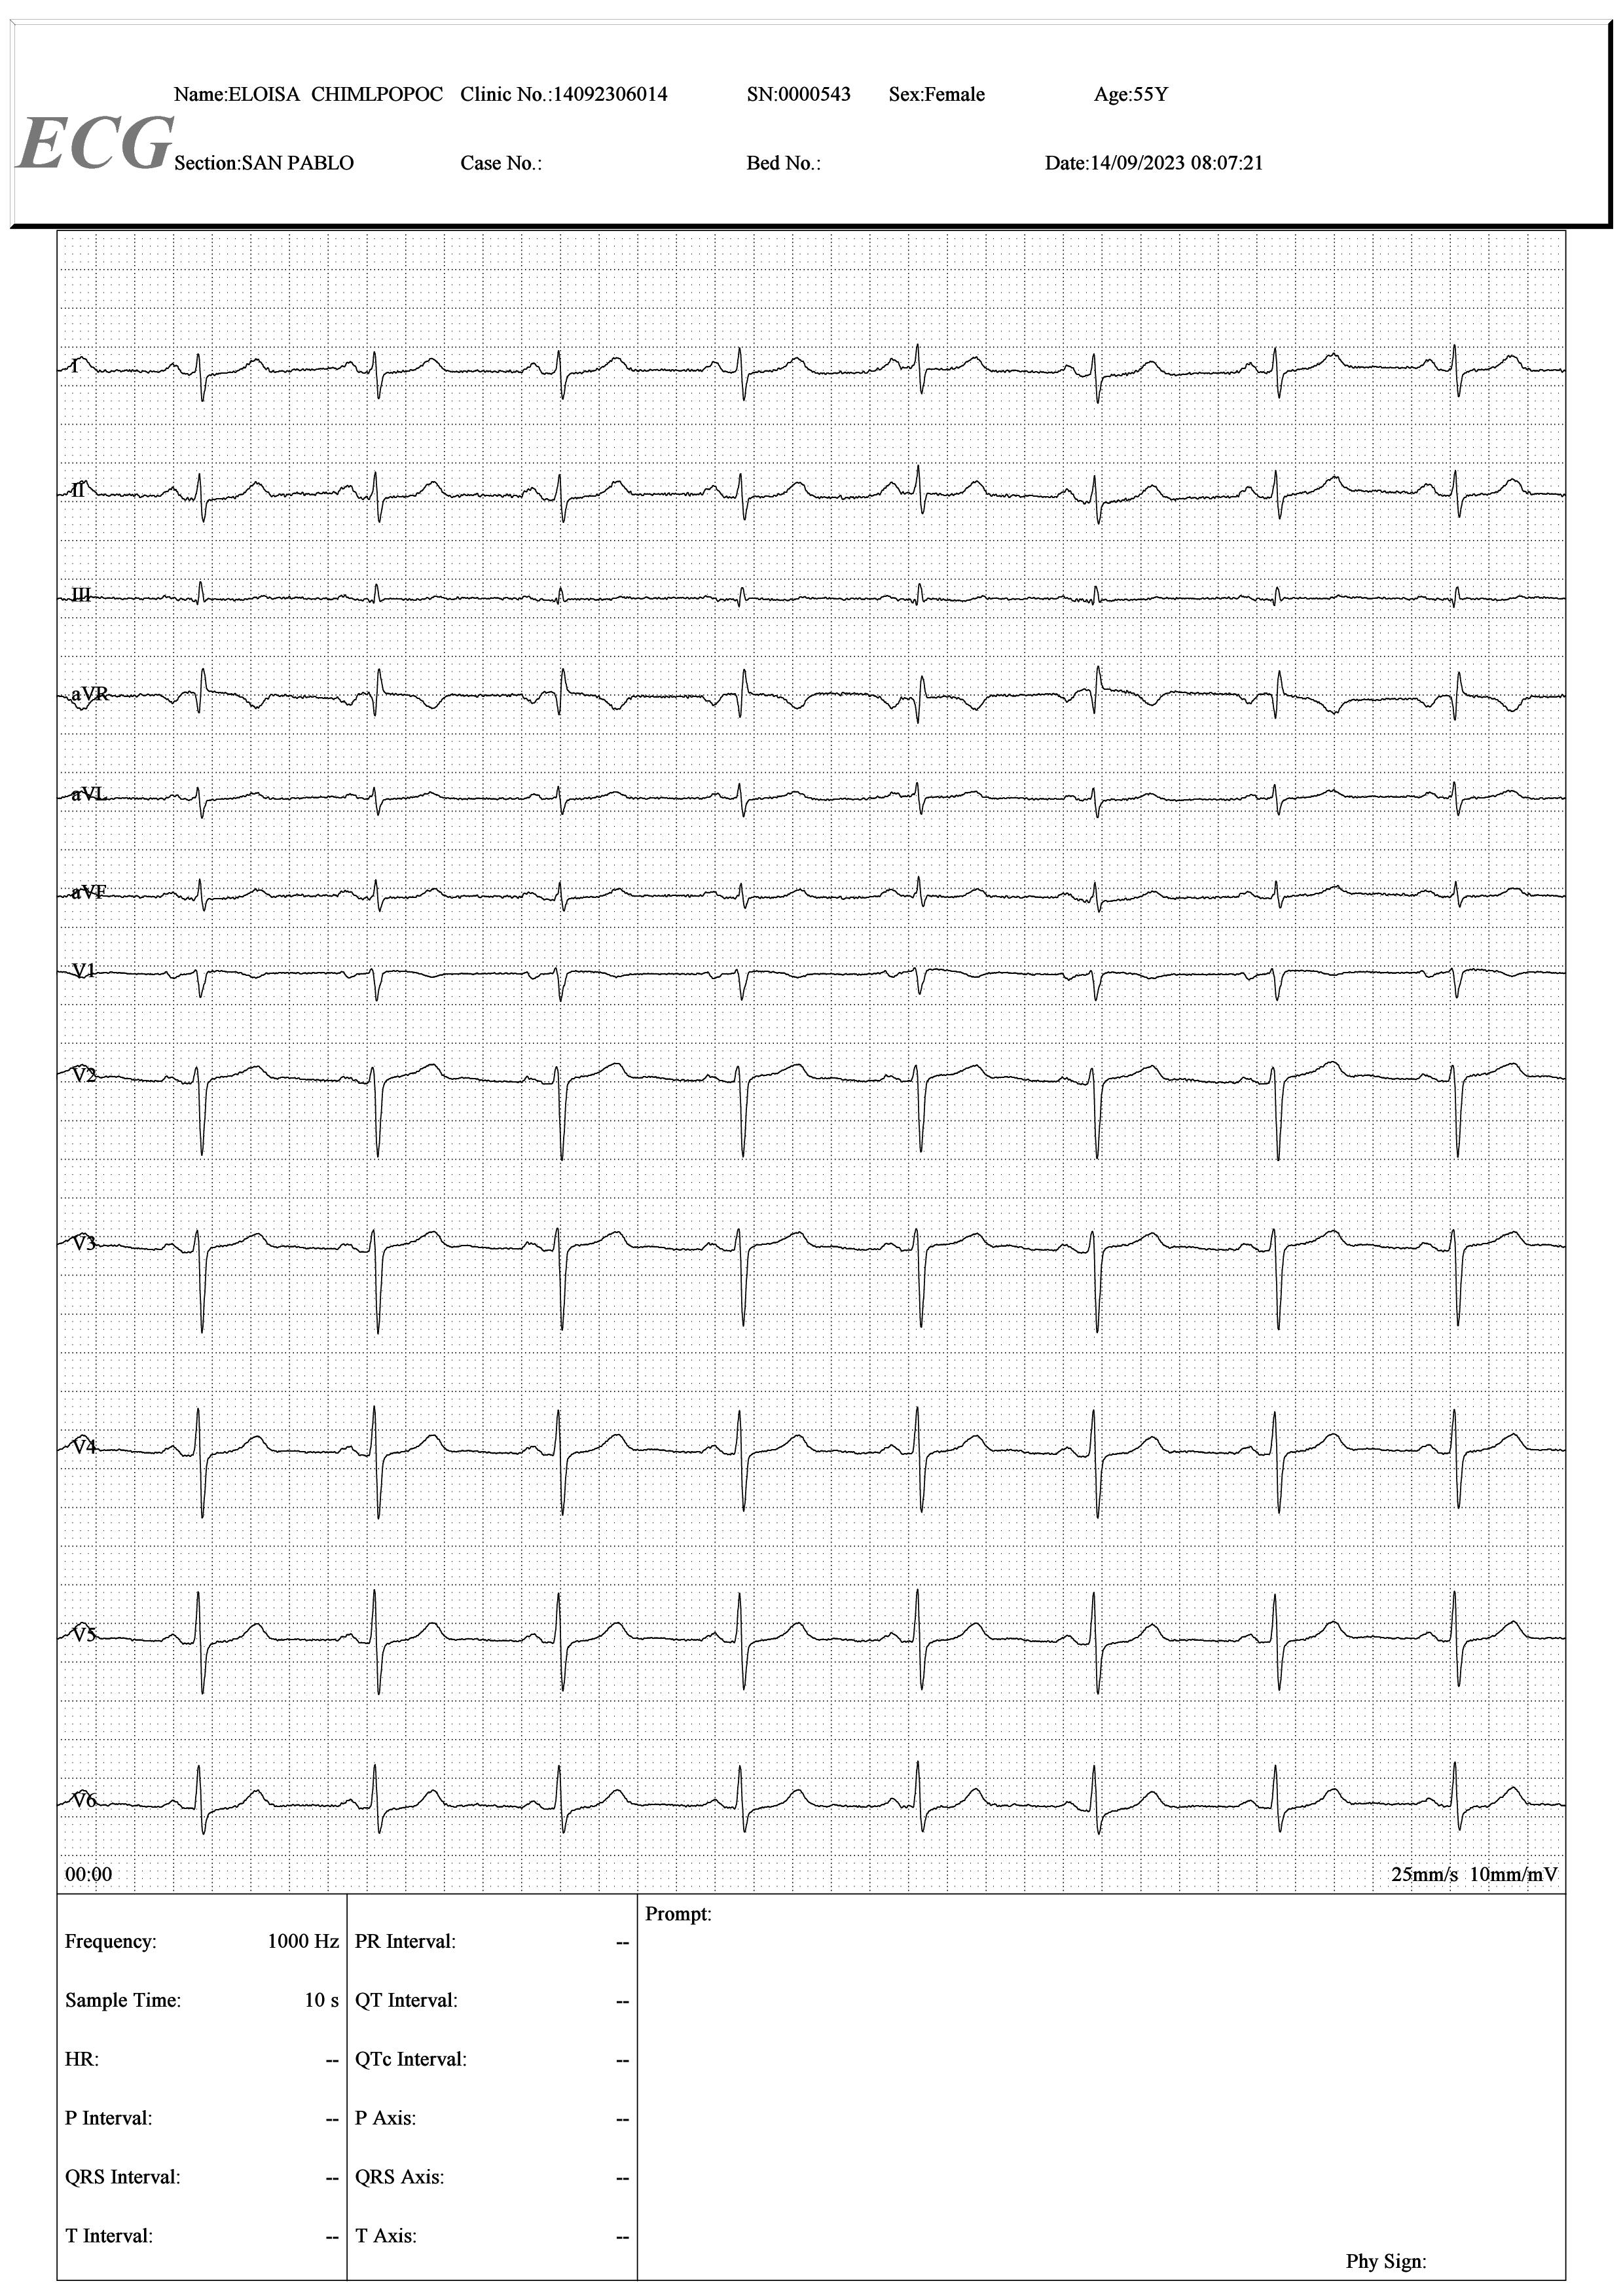 Name:ELOISA  CHIMLPOPOC   Clinic No.:14092306014   SN:0000543   Sex:Female   Age:55Y
ECG
Section:SAN PABLO   Case No.:   Bed No.:   Date:14/09/2023 08:07:21
I
II
III
aVR
aVL
aVF
V1
V2
V3
V4
V5
V6
00:00   25mm/s  10mm/mV
Prompt:
Frequency:   1000 Hz   PR Interval:   --
Sample Time:   10 s   QT Interval:   --
HR:   --   QTc Interval:   --
P Interval:   --   P Axis:   --
QRS Interval:   --   QRS Axis:   --
T Interval:   --   T Axis:   --
Phy Sign: